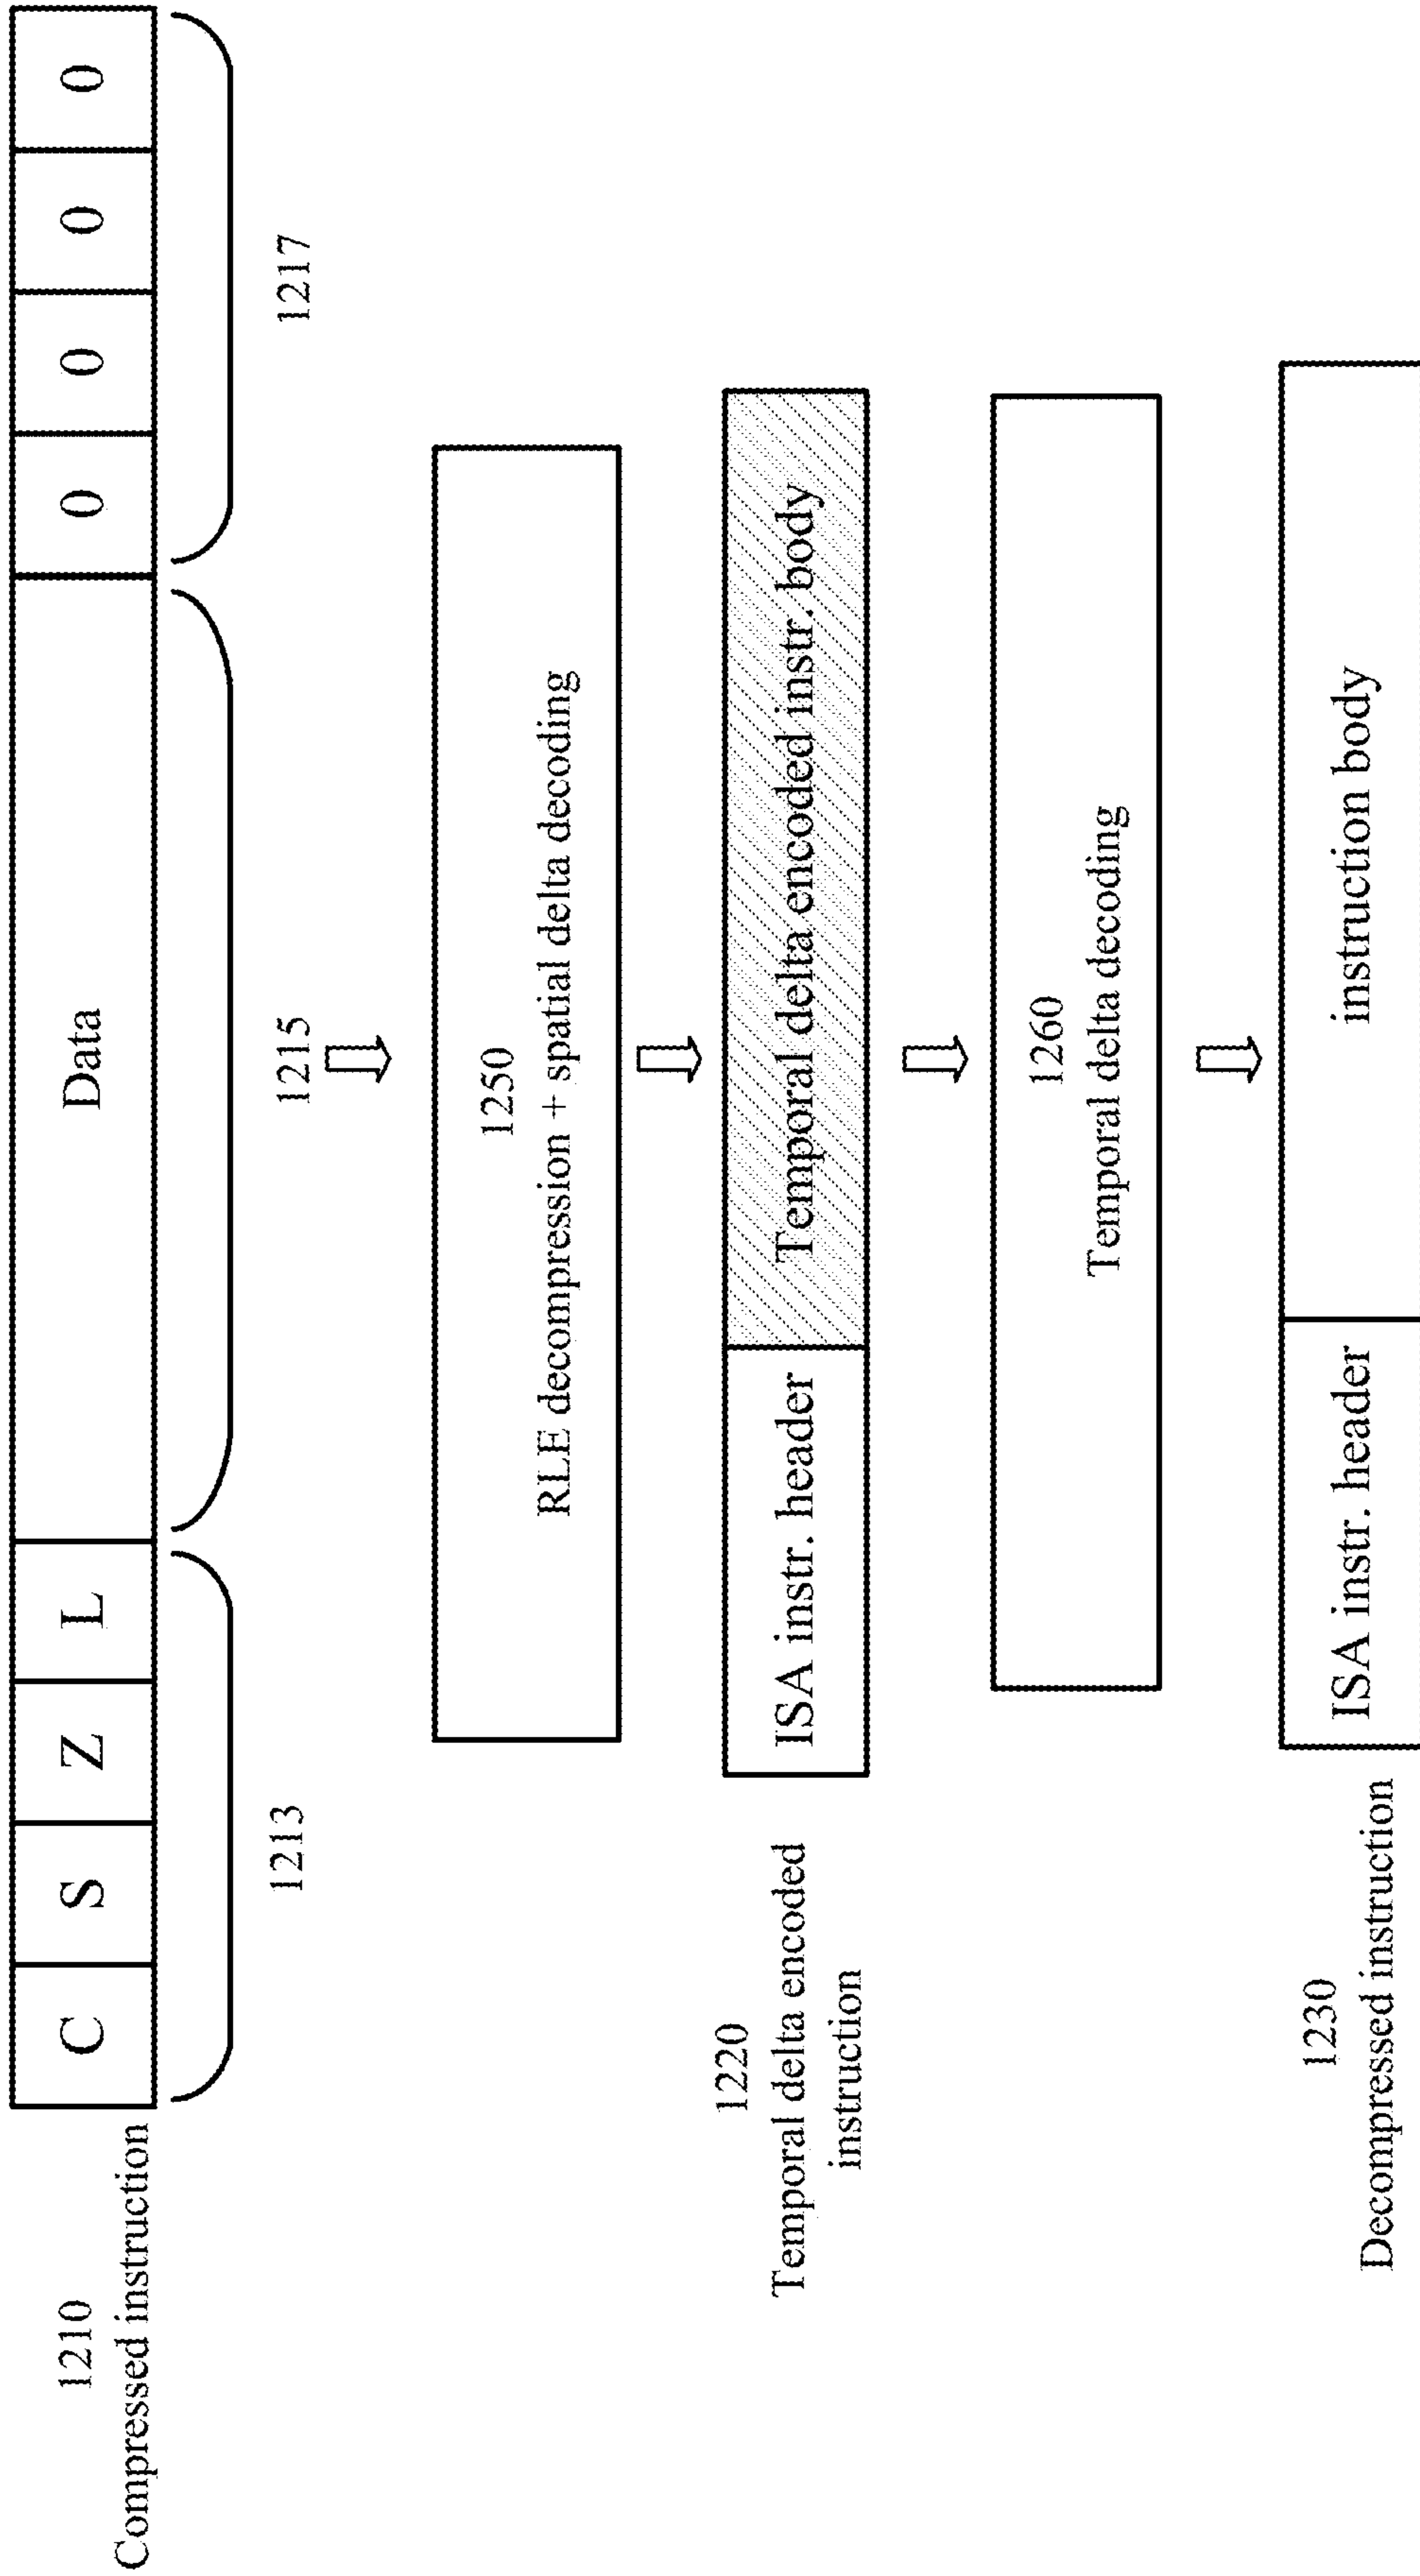 1210
Compressed instruction
C S Z L Data 0 0 0 0
1213
1215
1217
1250
RLE decompression + spatial delta decoding
1220
Temporal delta encoded
instruction
ISA instr. header Temporal delta encoded instr. body
1260
Temporal delta decoding
1230
Decompressed instruction
ISA instr. header instruction body